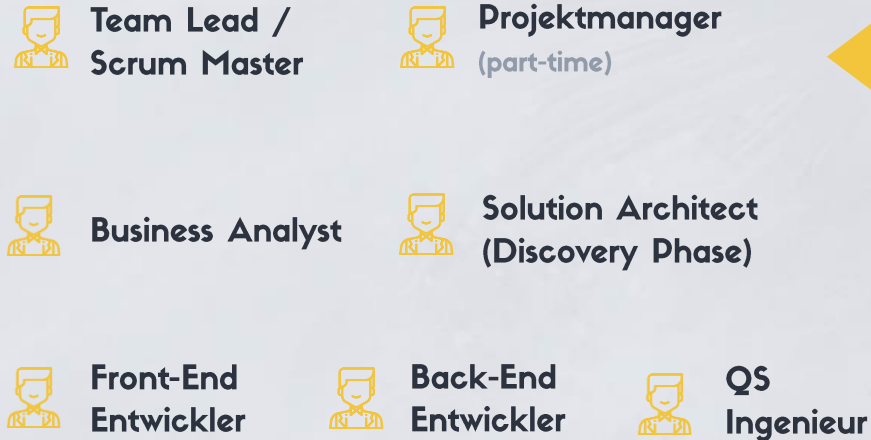 Team Lead /
Scrum Master
Projektmanager
(part-time)
Business Analyst
Solution Architect
(Discovery Phase)
Front-End
Entwickler
Back-End
Entwickler
QS
Ingenieur